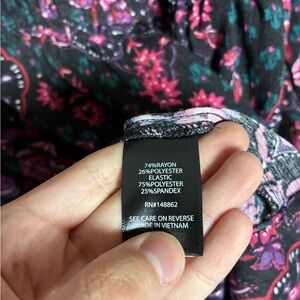 74%RAYON
26%POLYESTER
ELASTIC
75%POLYESTER
25%SPANDEX
RN#148862
SEE CARE ON REVERSE
MADE IN VIETNAM